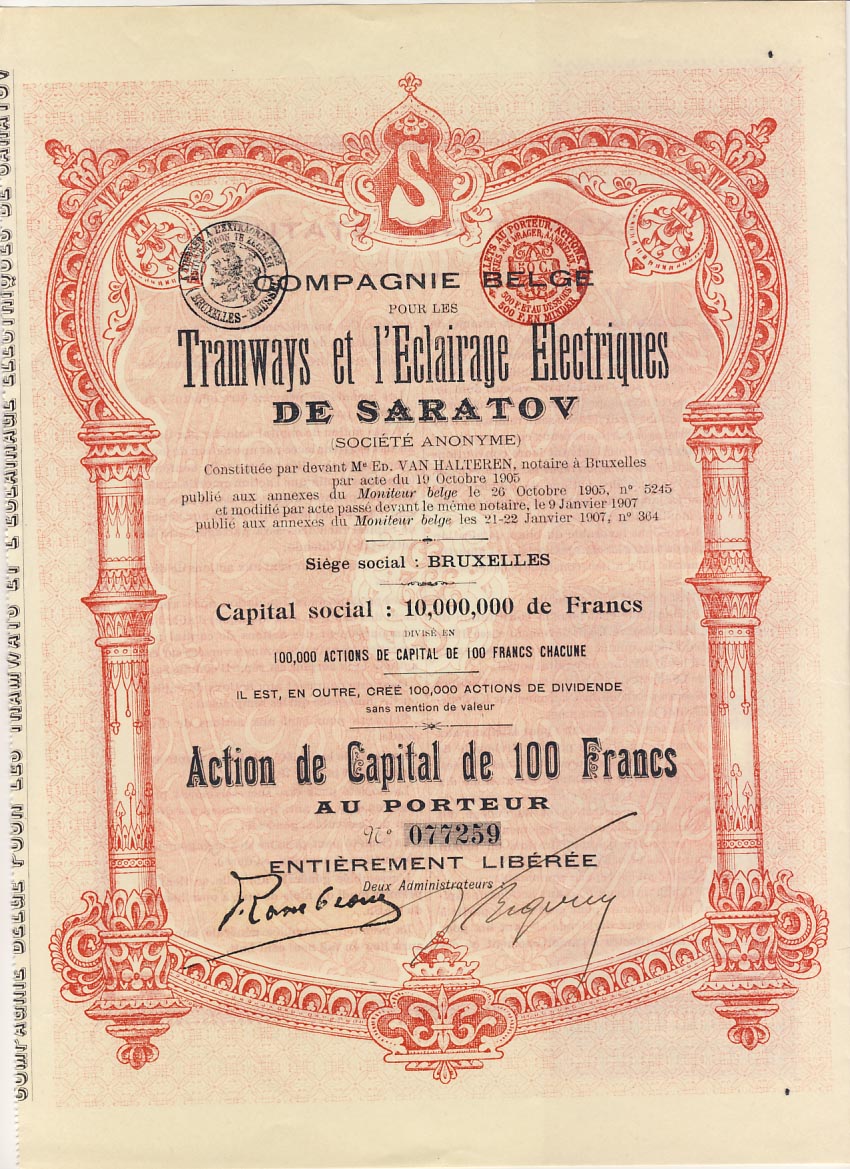 S
COMPAGNIE BELGE
POUR LES
Tramways et l'Eclairage Electriques
DE SARATOV
(SOCIÉTÉ ANONYME)
Constituée par devant Me ED. VAN HALTEREN, notaire à Bruxelles
par acte du 19 Octobre 1905
publié aux annexes du Moniteur belge le 26 Octobre 1905, no 5245
et modifié par acte passé devant le même notaire, le 9 Janvier 1907
publié aux annexes du Moniteur belge les 21-22 Janvier 1907, no 364
Siège social : BRUXELLES
Capital social : 10,000,000 de Francs
DIVISÉ EN
100,000 ACTIONS DE CAPITAL DE 100 FRANCS CHACUNE
IL EST, EN OUTRE, CRÉÉ 100,000 ACTIONS DE DIVIDENDE
sans mention de valeur
Action de Capital de 100 Francs
AU PORTEUR
No 077259
ENTIÈREMENT LIBÉRÉE
Deux Administrateurs
COMPAGNIE BELGE POUR LES TRAMWAYS ET L'ECLAIRAGE ELECTRIQUES DE SARATOV
BRUXELLES
500 F. EN MINDER